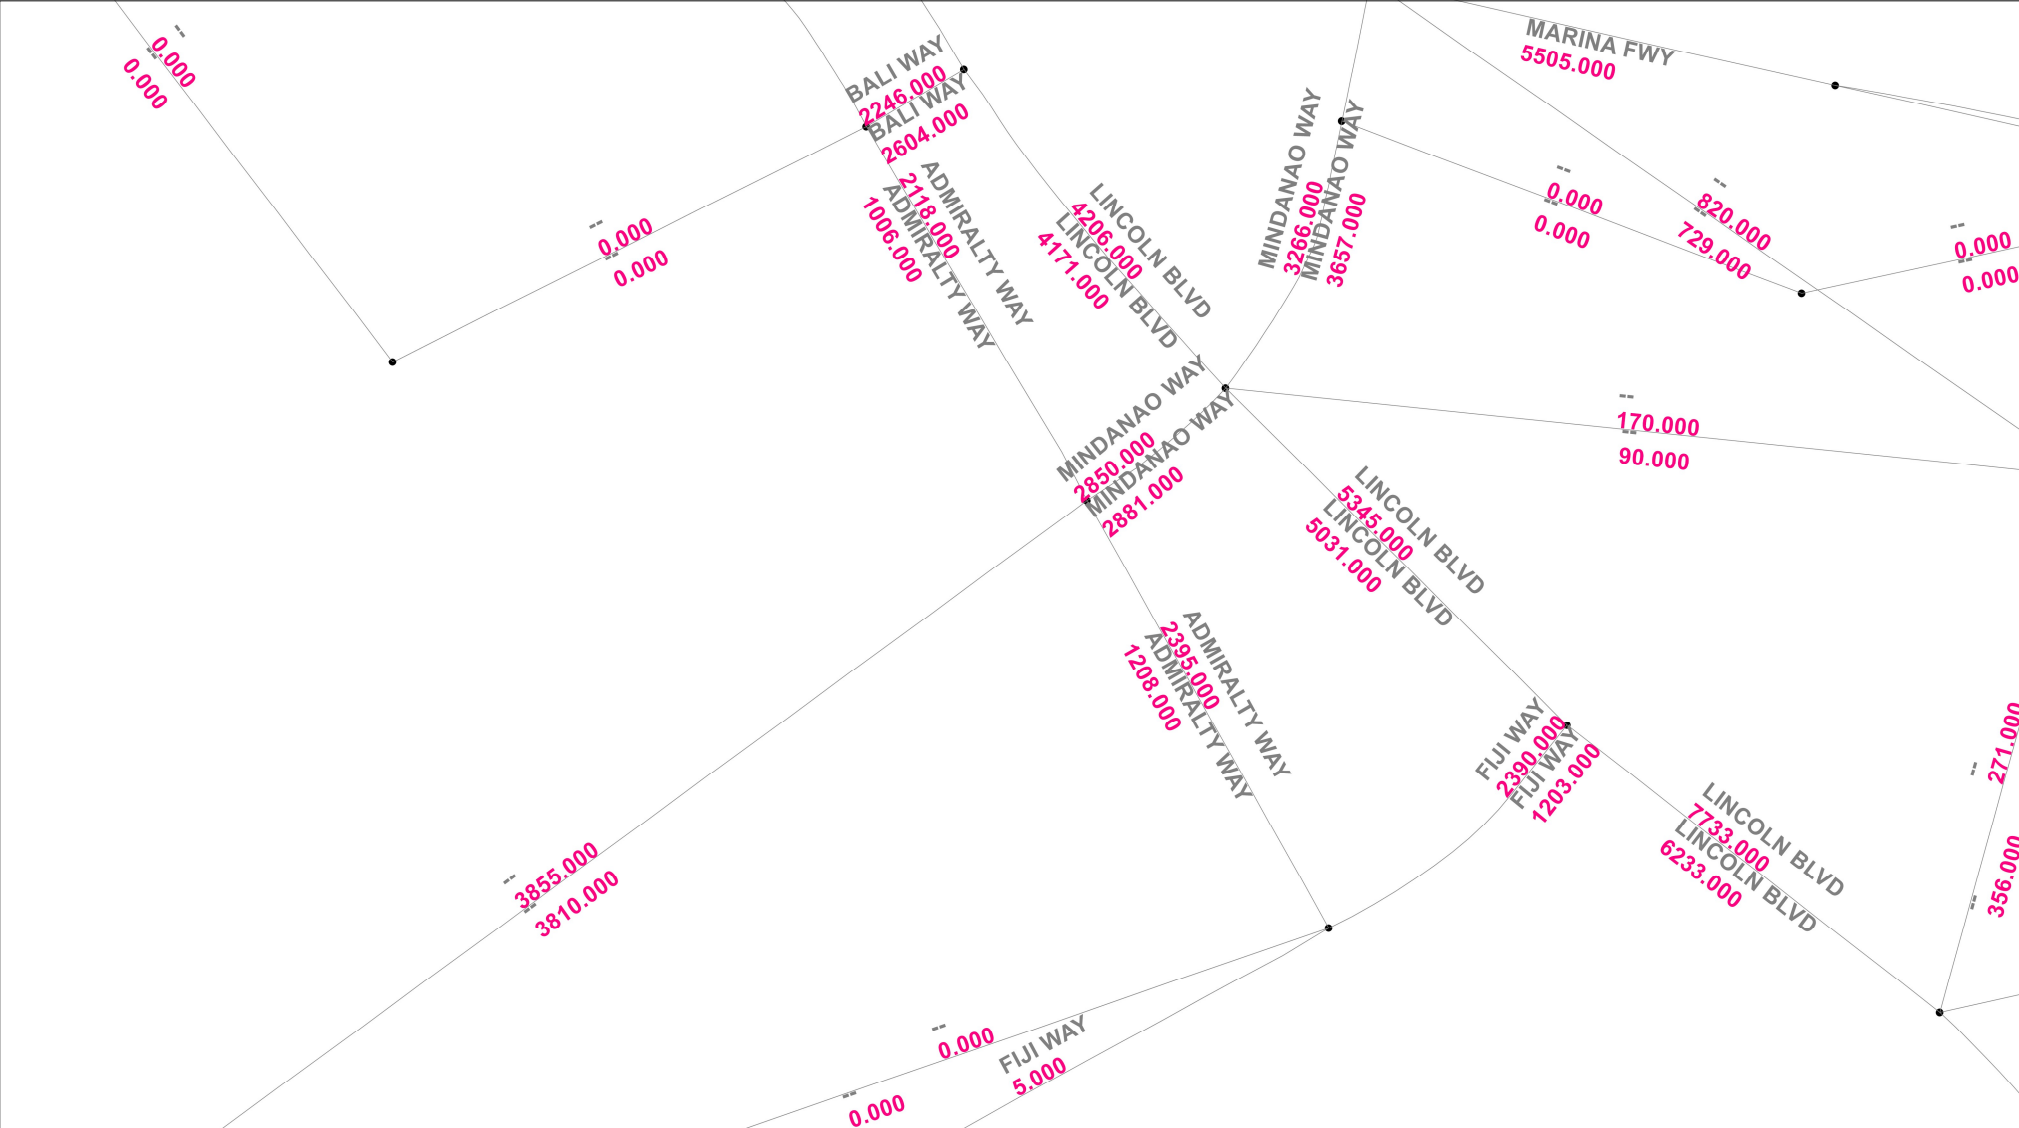 --
0.000
--
0.000
BALI WAY
2246.000
BALI WAY
2604.000
MARINA FWY
5505.000
--
0.000
--
0.000
ADMIRALTY WAY
2118.000
ADMIRALTY WAY
1006.000
LINCOLN BLVD
4206.000
LINCOLN BLVD
4171.000
MINDANAO WAY
3266.000
MINDANAO WAY
3657.000
--
0.000
--
0.000
--
820.000
--
729.000
--
0.000
--
0.000
MINDANAO WAY
2850.000
MINDANAO WAY
2881.000
--
170.000
--
90.000
LINCOLN BLVD
5345.000
LINCOLN BLVD
5031.000
ADMIRALTY WAY
2395.000
ADMIRALTY WAY
1208.000
FIJI WAY
2390.000
FIJI WAY
1203.000
LINCOLN BLVD
7733.000
LINCOLN BLVD
6233.000
--
271.000
--
356.000
--
3855.000
--
3810.000
--
0.000
--
0.000
FIJI WAY
5.000